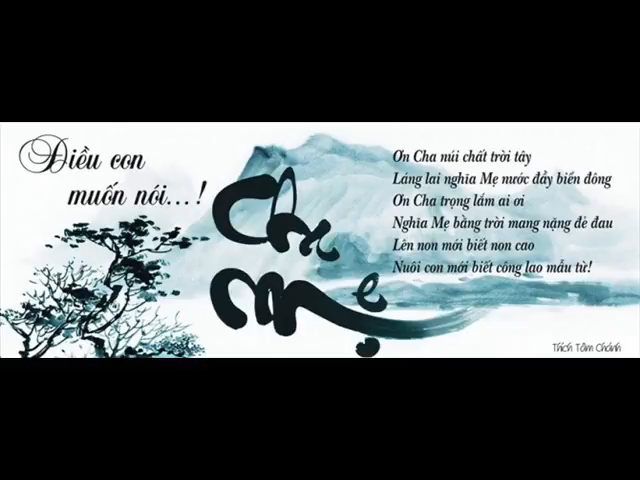 Điều con
muốn nói...!
Cha
Mẹ
Ơn Cha núi chất trời tây
Láng lai nghĩa Mẹ mước đầy biển đông
Ơn Cha trọng lắm ai ơi
Nghĩa Mẹ bằng trời mang nặng đẻ đau
Lên non mới biết non cao
Nuôi con mới biết công lao mẫu từ!
Thích Tâm Chánh